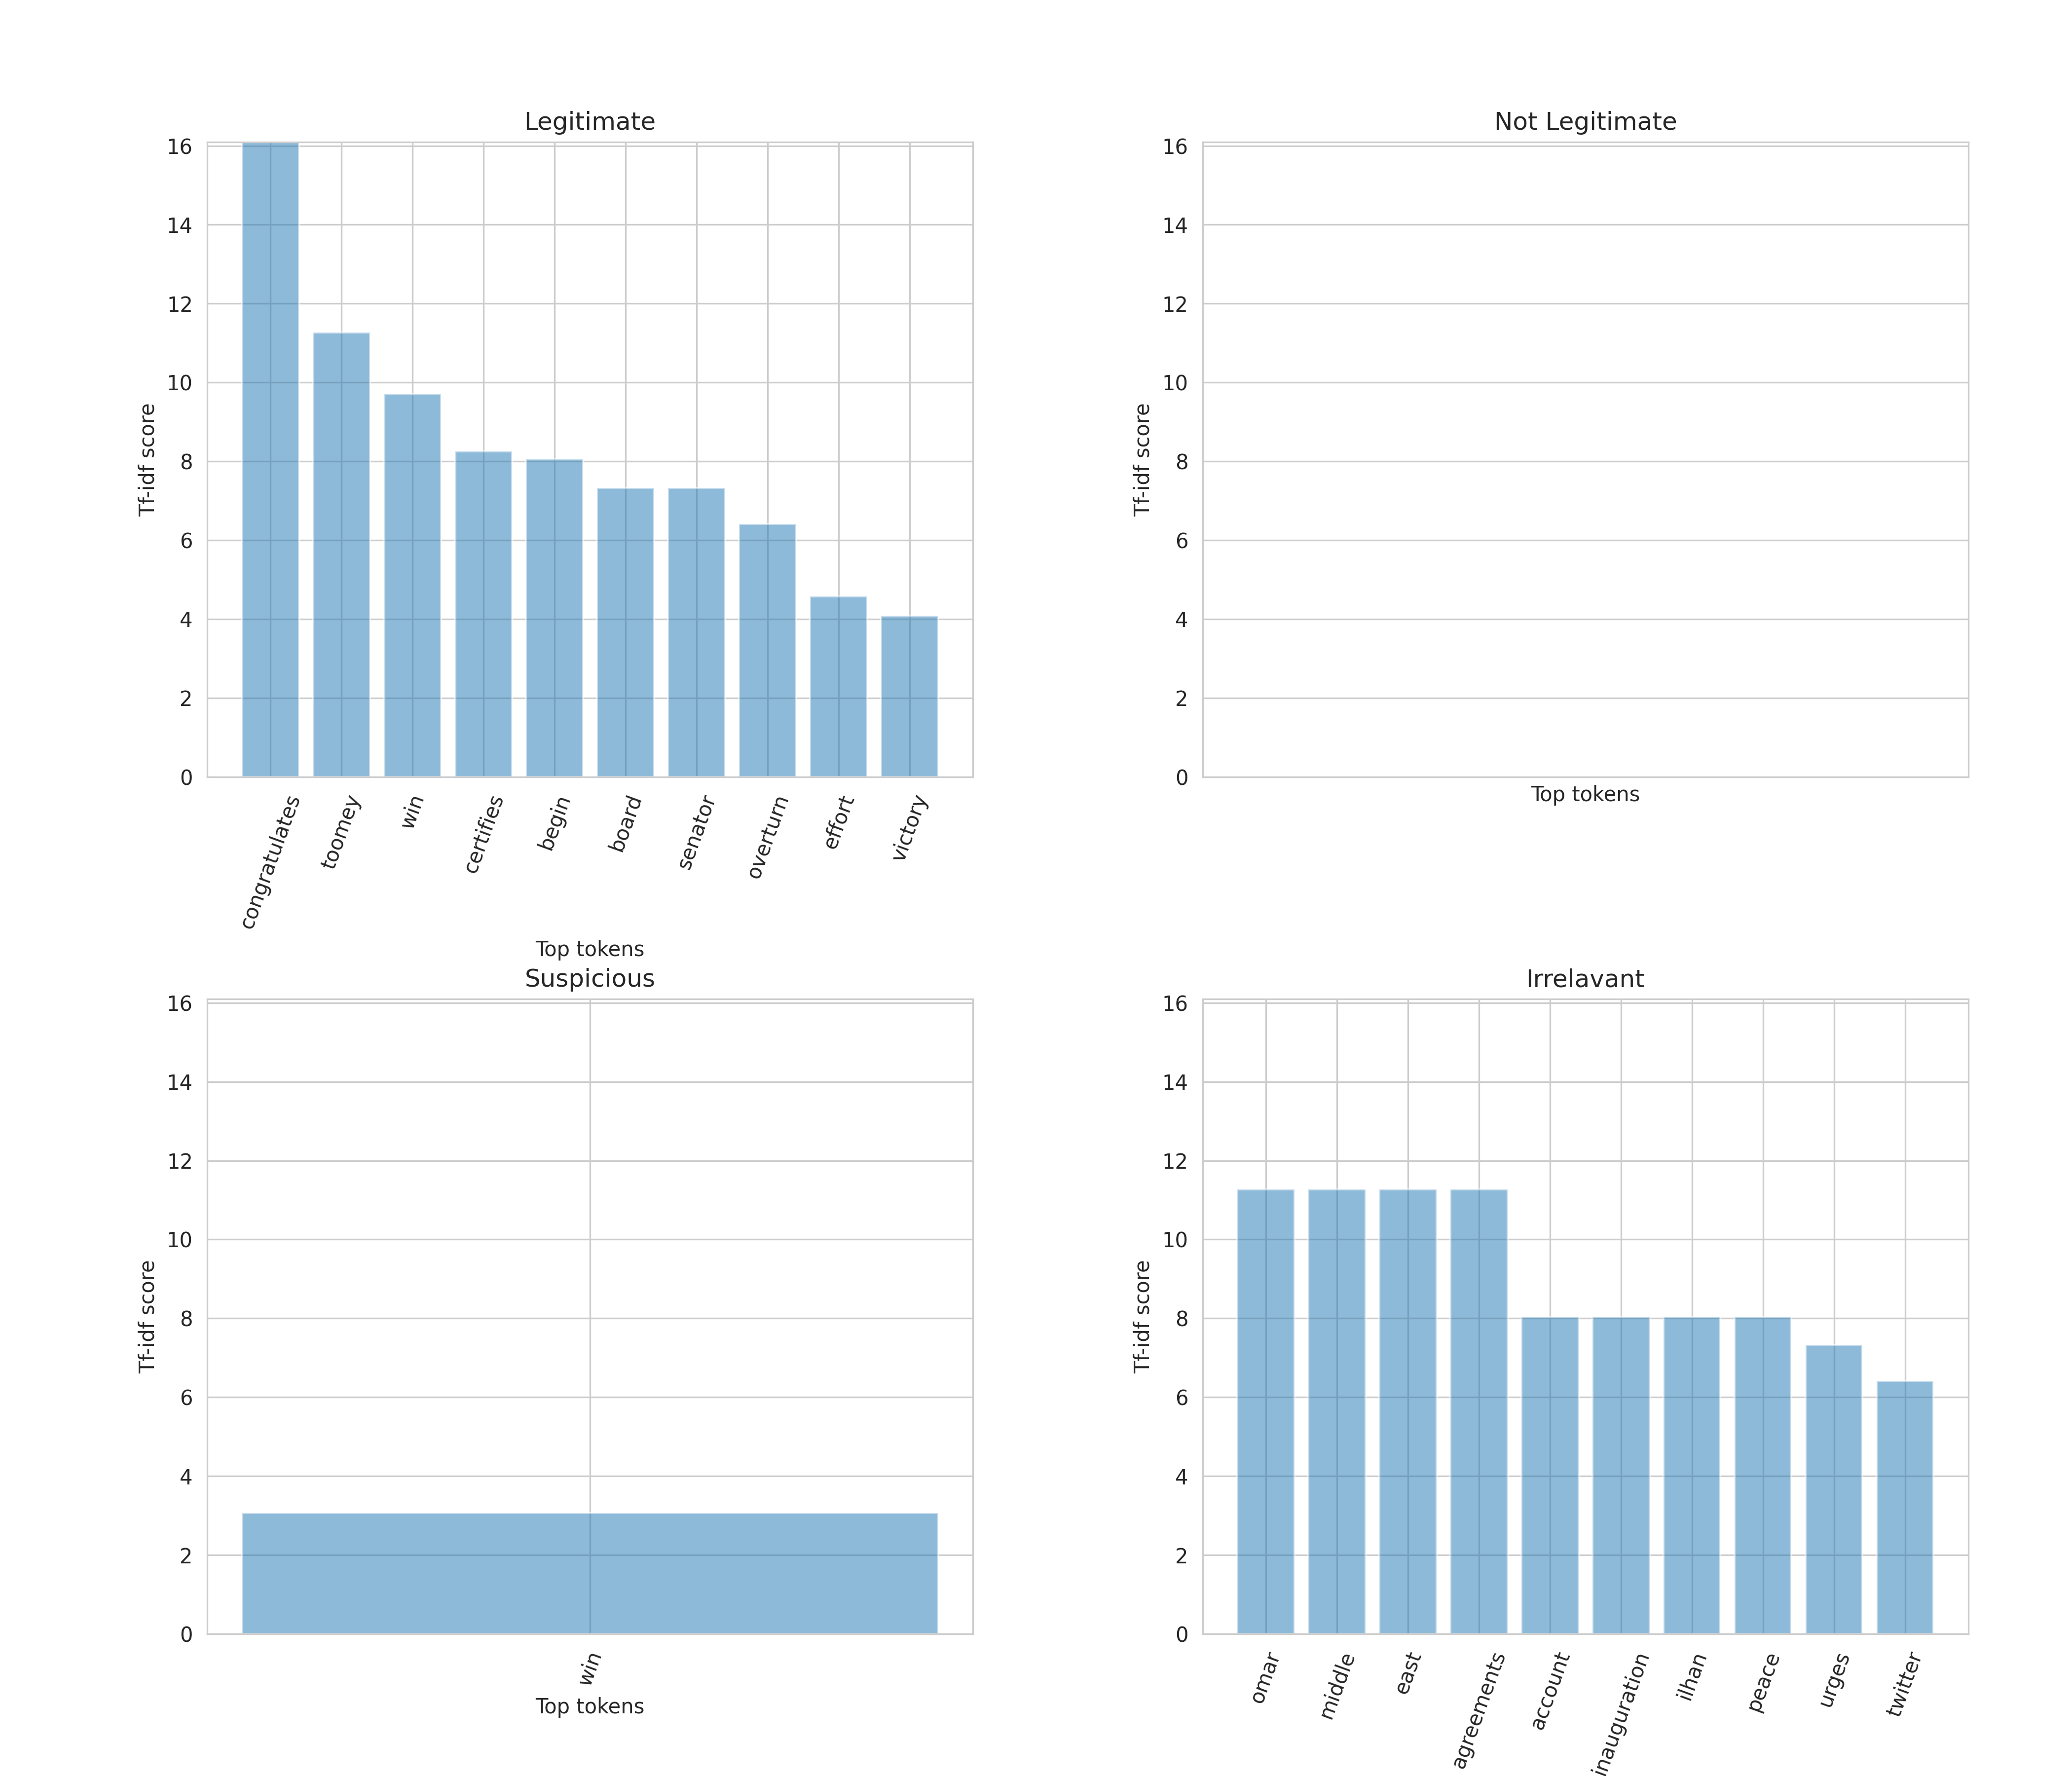 Legitimate
16
14
12
10
8
6
4
2
0
Tf-idf score
congratulates
toomey
win
certifies
begin
board
senator
overturn
effort
victory
Top tokens
Not Legitimate
16
14
12
10
8
6
4
2
0
Tf-idf score
Top tokens
Suspicious
16
14
12
10
8
6
4
2
0
Tf-idf score
win
Top tokens
Irrelavant
16
14
12
10
8
6
4
2
0
Tf-idf score
omar
middle
east
agreements
account
inauguration
ilhan
peace
urges
twitter